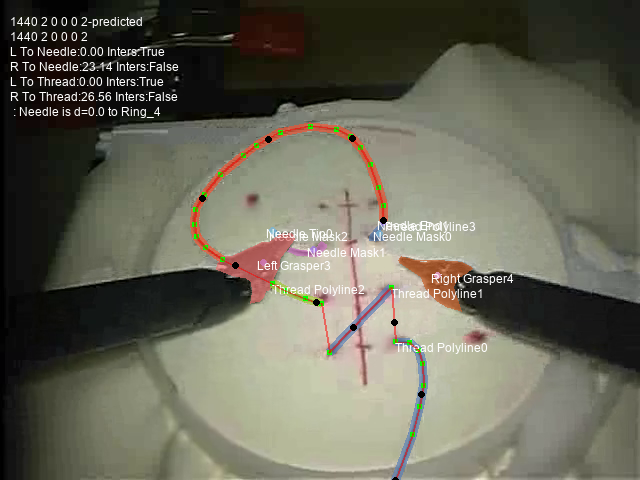 1440 2 0 0 0 2-predicted
1440 2 0 0 0 2
L To Needle:0.00 Inters:True
R To Needle:23.14 Inters:False
L To Thread:0.00 Inters:True
R To Thread:26.56 Inters:False
: Needle is d=0.0 to Ring_4
Thread Polyline3
Needle Tip0
Needle Mask0
Needle Mask1
Left Grasper3
Right Grasper4
Thread Polyline2
Thread Polyline1
Thread Polyline0